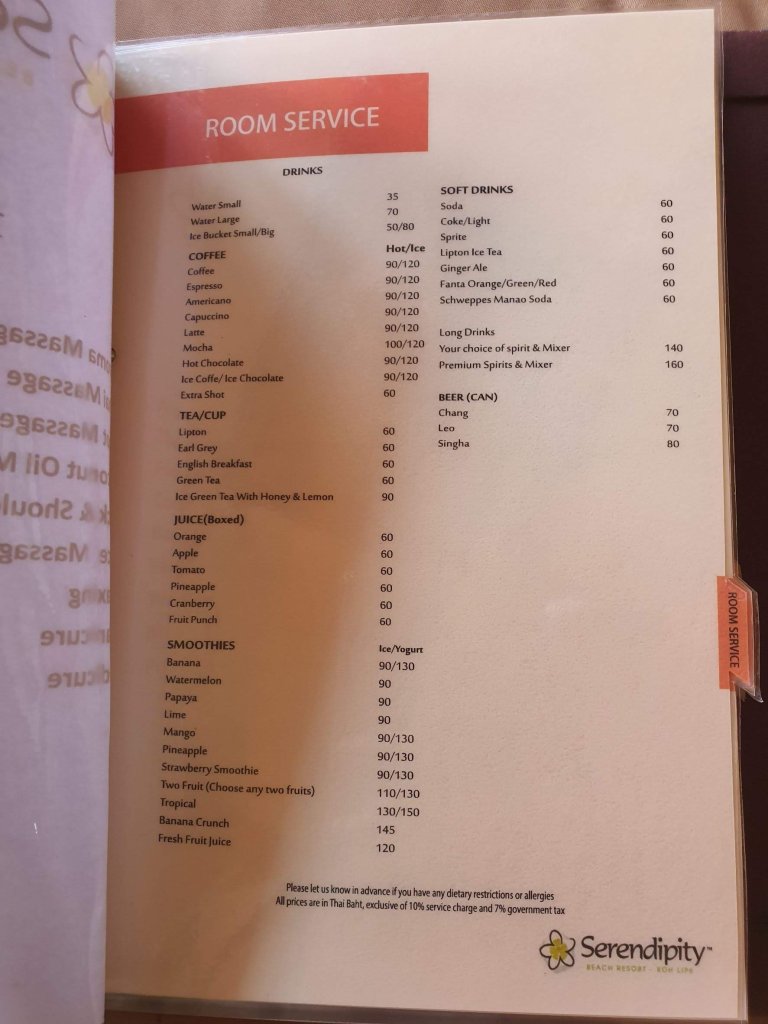 ROOM SERVICE
DRINKS
Water Small 35
Water Large 70
Ice Bucket Small/Big 50/80
COFFEE Hot/Ice
Coffee 90/120
Espresso 90/120
Americano 90/120
Capuccino 90/120
Latte 90/120
Mocha 100/120
Hot Chocolate 90/120
Ice Coffe/ Ice Chocolate 90/120
Extra Shot 60
TEA/CUP
Lipton 60
Earl Grey 60
English Breakfast 60
Green Tea 60
Ice Green Tea With Honey & Lemon 90
JUICE(Boxed)
Orange 60
Apple 60
Tomato 60
Pineapple 60
Cranberry 60
Fruit Punch 60
SMOOTHIES Ice/Yogurt
Banana 90/130
Watermelon 90
Papaya 90
Lime 90
Mango 90/130
Pineapple 90/130
Strawberry Smoothie 90/130
Two Fruit (Choose any two fruits) 110/130
Tropical 130/150
Banana Crunch 145
Fresh Fruit Juice 120
SOFT DRINKS
Soda 60
Coke/Light 60
Sprite 60
Lipton Ice Tea 60
Ginger Ale 60
Fanta Orange/Green/Red 60
Schweppes Manao Soda 60
Long Drinks
Your choice of spirit & Mixer 140
Premium Spirits & Mixer 160
BEER (CAN)
Chang 70
Leo 70
Singha 80
ROOM SERVICE
Please let us know in advance if you have any dietary restrictions or allergies
All prices are in Thai Baht, exclusive of 10% service charge and 7% government tax
Serendipity™
BEACH RESORT - KOH LIPE